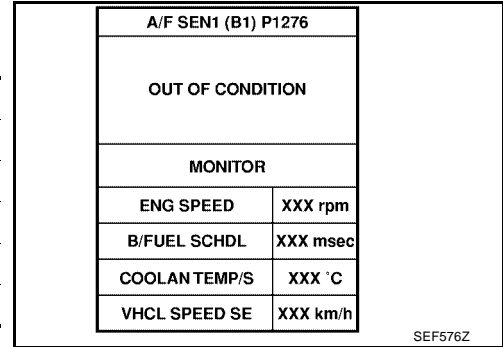 A/F SEN1 (B1) P1276
OUT OF CONDITION
MONITOR
ENG SPEED XXX rpm
B/FUEL SCHDL XXX msec
COOLAN TEMP/S XXX °C
VHCL SPEED SE XXX km/h
SEF576Z